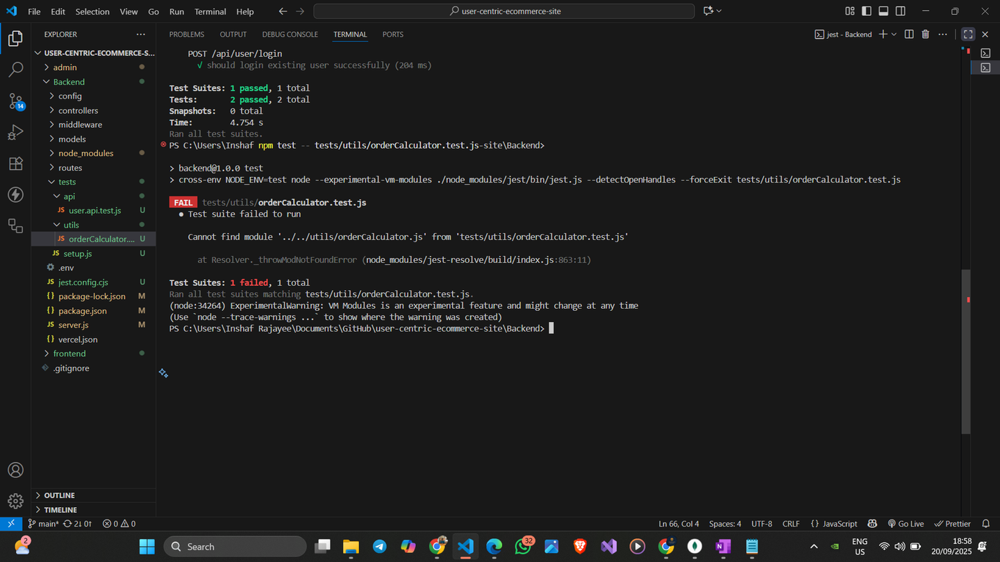 File Edit Selection View Go Run Terminal Help
user-centric-ecommerce-site
EXPLORER
PROBLEMS OUTPUT DEBUG CONSOLE TERMINAL PORTS
jest - Backend
USER-CENTRIC-ECOMMERCE-S...
admin
Backend
config
controllers
middleware
models
node_modules
routes
tests
api
JS user.api.test.js U
utils
JS orderCalculator.... U
JS setup.js U
.env
JS jest.config.cjs U
{} package-lock.json M
{} package.json M
JS server.js M
{} vercel.json
frontend
.gitignore
OUTLINE
TIMELINE
14
POST /api/user/login
√ should login existing user successfully (204 ms)
Test Suites: 1 passed, 1 total
Tests: 2 passed, 2 total
Snapshots: 0 total
Time: 4.754 s
Ran all test suites.
PS C:\Users\Inshaf npm test -- tests/utils/orderCalculator.test.js-site\Backend>
> backend@1.0.0 test
> cross-env NODE_ENV=test node --experimental-vm-modules ./node_modules/jest/bin/jest.js --detectOpenHandles --forceExit tests/utils/orderCalculator.test.js
FAIL tests/utils/orderCalculator.test.js
● Test suite failed to run
Cannot find module '../../utils/orderCalculator.js' from 'tests/utils/orderCalculator.test.js'
at Resolver._throwModNotFoundError (node_modules/jest-resolve/build/index.js:863:11)
Test Suites: 1 failed, 1 total
Ran all test suites matching tests/utils/orderCalculator.test.js.
(node:34264) ExperimentalWarning: VM Modules is an experimental feature and might change at any time
(Use `node --trace-warnings ...` to show where the warning was created)
PS C:\Users\Inshaf Rajayee\Documents\GitHub\user-centric-ecommerce-site\Backend>
main* 2↓ 0↑ 0 0
Ln 66, Col 4 Spaces: 4 UTF-8 CRLF {} JavaScript Go Live Prettier
2
Search
32
ENG
US
18:58
20/09/2025